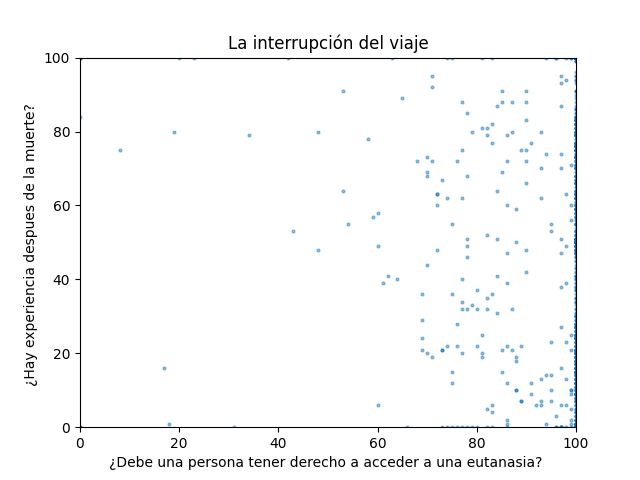 La interrupción del viaje
¿Hay experiencia despues de la muerte?
100
80
60
40
20
0
0 20 40 60 80 100
¿Debe una persona tener derecho a acceder a una eutanasia?